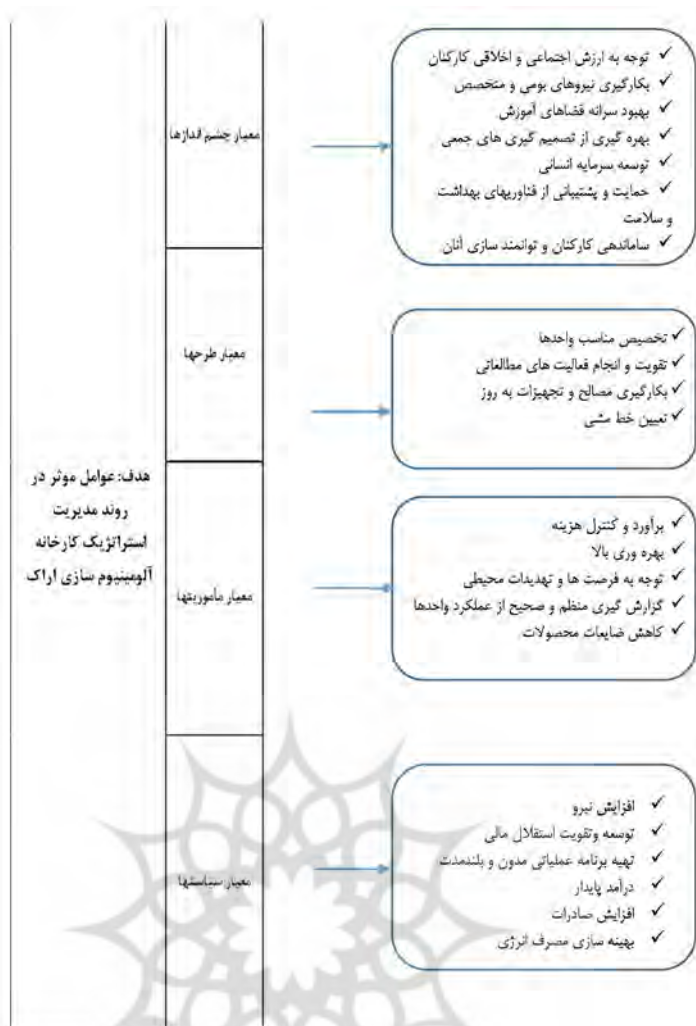 هدف: عوامل موثر در
روند مدیریت
استراتژیک کارخانه
آلومینیوم سازی اراک
معیار چشم اندازها
✓ توجه به ارزش اجتماعی و اخلاقی کارکنان
✓ بکارگیری نیروهای بومی و متخصص
✓ بهبود سرانه فضاهای آموزش
✓ بهره گیری از تصمیم گیری های جمعی
✓ توسعه سرمایه انسانی
✓ حمایت و پشتیبانی از فناوریهای بهداشت
و سلامت
✓ ساماندهی کارکنان و توانمند سازی آنان
معیار طرحها
✓ تخصیص مناسب واحدها
✓ تقویت و انجام فعالیت های مطالعاتی
✓ بکارگیری مصالح و تجهیزات به روز
✓ تعیین خط مشی
معیار مأموریتها
✓ برآورد و کنترل هزینه
✓ بهره وری بالا
✓ توجه به فرصت ها و تهدیدات محیطی
✓ گزارش گیری منظم و صحیح از عملکرد واحدها
✓ کاهش ضایعات محصولات
معیار سیاستها
✓ افزایش نیرو
✓ توسعه وتقویت استقلال مالی
✓ تهیه برنامه عملیاتی مدون و بلندمدت
✓ درآمد پایدار
✓ افزایش صادرات
✓ بهینه سازی مصرف انرژی